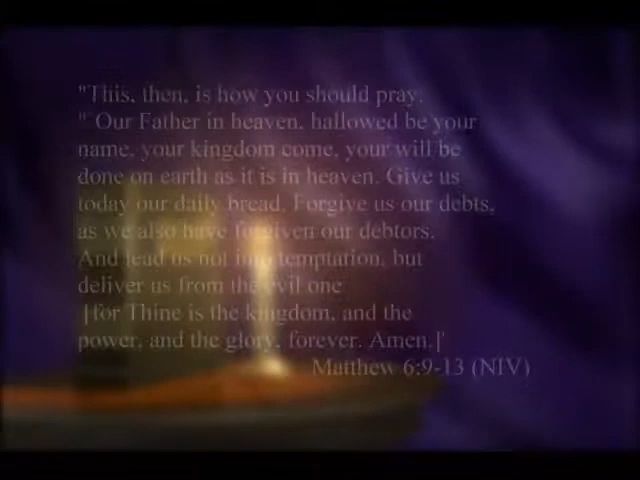 "This, then, is how you should pray:
" Our Father in heaven, hallowed be your
name, your kingdom come, your will be
done on earth as it is in heaven. Give us
today our daily bread. Forgive us our debts,
as we also have forgiven our debtors.
And lead us not into temptation, but
deliver us from the evil one
[for Thine is the kingdom, and the
power, and the glory, forever. Amen.]'
Matthew 6:9-13 (NIV)